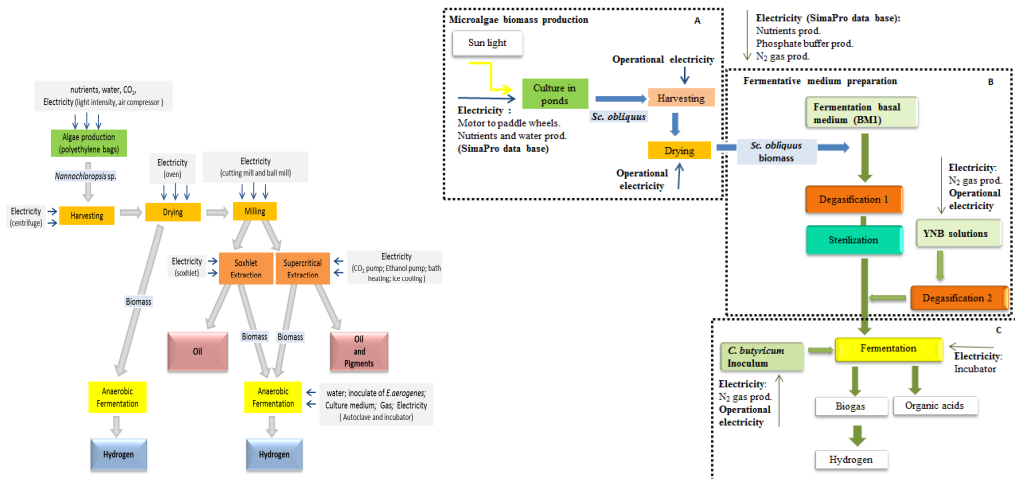 nutrients, water, CO2,
Electricity (light intensity, air compressor )
Algae production
(polyethylene bags)
Nannochloropsis sp.
Electricity
(centrifuge)
Harvesting
Electricity
(oven)
Drying
Electricity
(cutting mill and ball mill)
Milling
Electricity
(soxhlet)
Soxhlet
Extraction
Supercritical
Extraction
Electricity
(CO2 pump; Ethanol pump; bath
heating; ice cooling )
Biomass
Oil
Biomass
Biomass
Oil
and
Pigments
Anaerobic
Fermentation
Anaerobic
Fermentation
water; inoculate of E.aerogenes;
Culture medium; Gas; Electricity
( Autoclave and incubator)
Hydrogen
Hydrogen
Microalgae biomass production
A
Sun light
Operational electricity
Culture in
ponds
Sc. obliquus
Harvesting
Electricity :
Motor to paddle wheels.
Nutrients and water prod.
(SimaPro data base)
Drying
Operational
electricity
Sc. obliquus
biomass
Electricity (SimaPro data base):
Nutrients prod.
Phosphate buffer prod.
N2 gas prod.
Fermentative medium preparation
B
Fermentation basal
medium (BM1)
Electricity:
N2 gas prod.
Operational
electricity
Degasification 1
Sterilization
YNB solutions
Degasification 2
C
C. butyricum
Inoculum
Fermentation
Electricity:
Incubator
Electricity:
N2 gas prod.
Operational
electricity
Biogas
Organic acids
Hydrogen